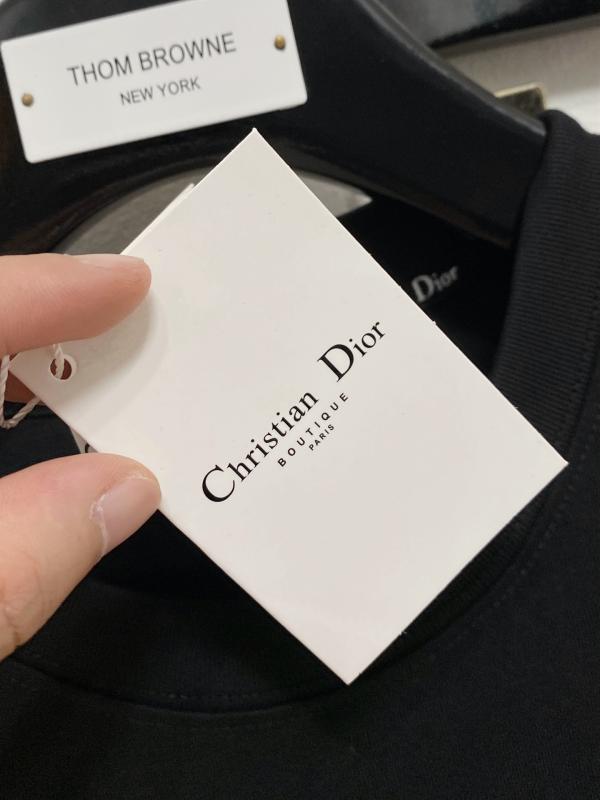 THOM BROWNE
NEW YORK
Dior
Christian Dior
BOUTIQUE
PARIS